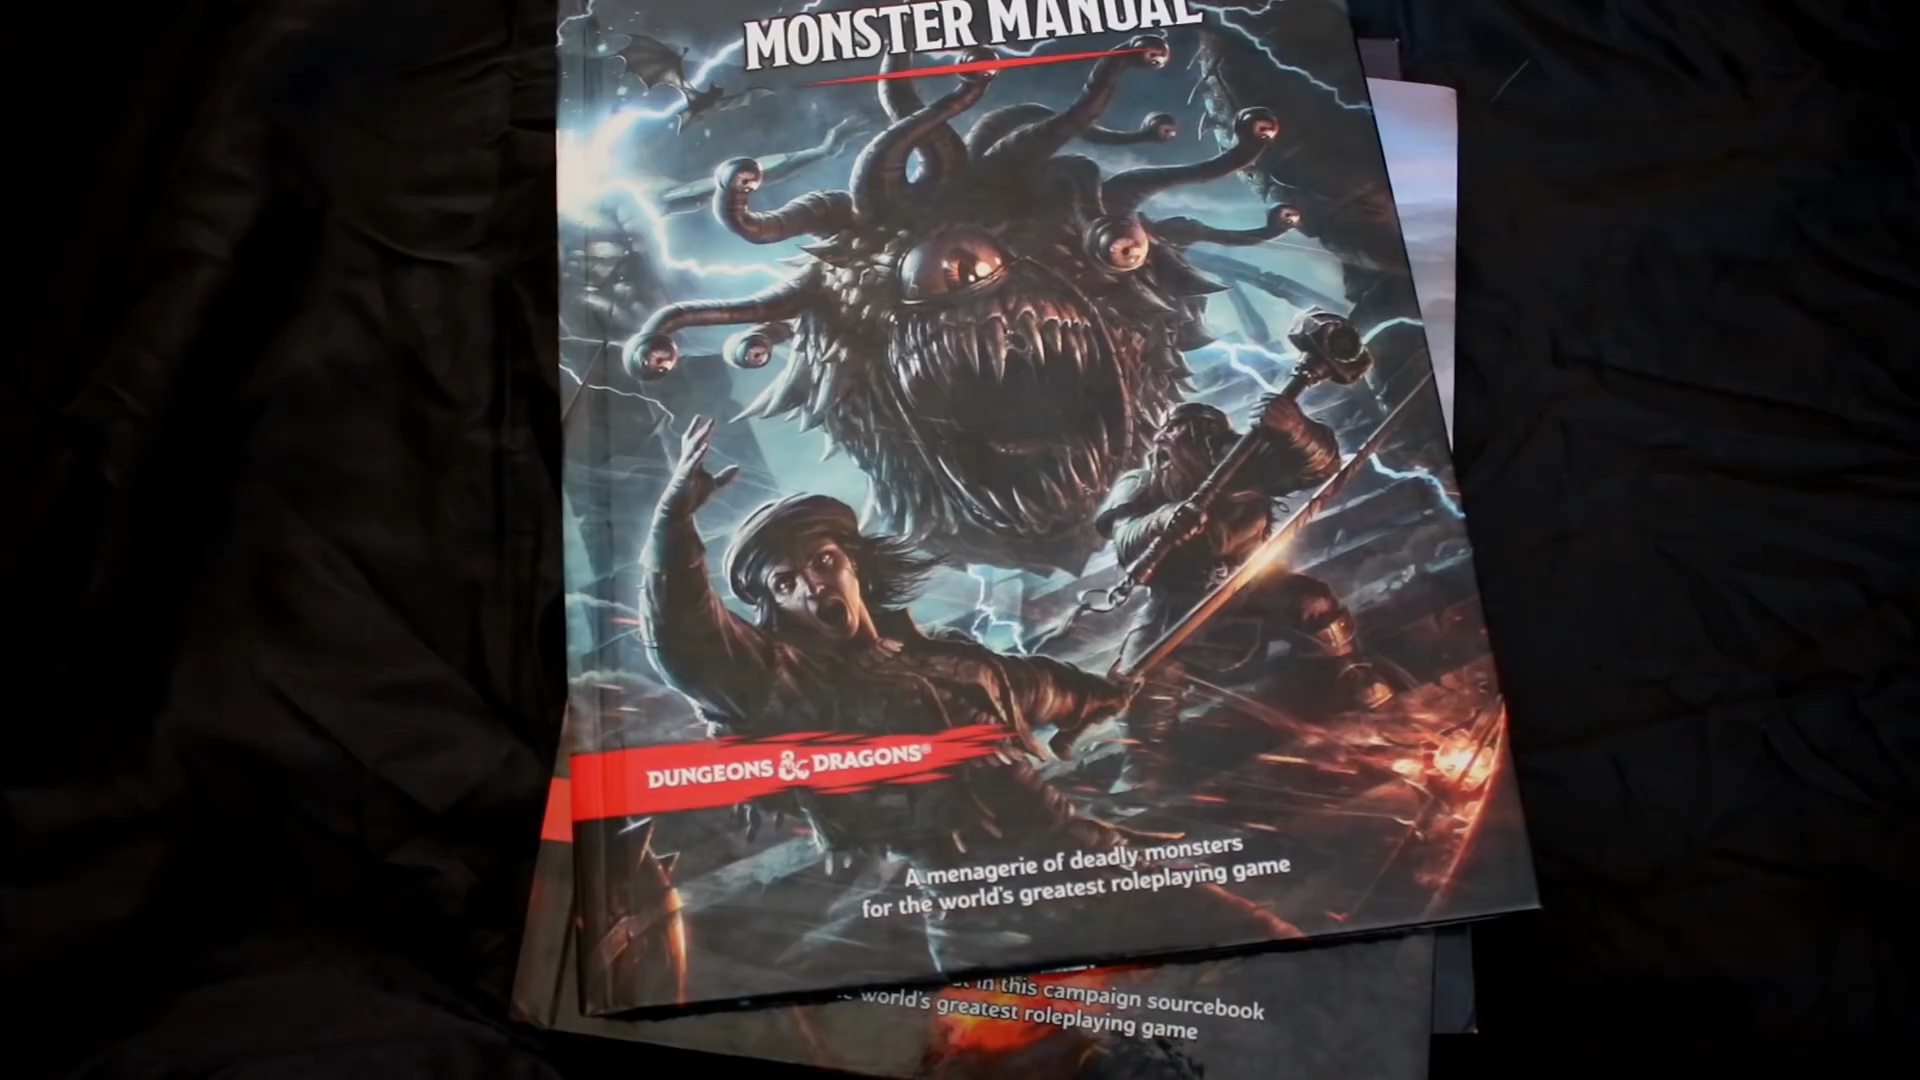 MONSTER MANUAL
DUNGEONS & DRAGONS®
A menagerie of deadly monsters
for the world's greatest roleplaying game
in this campaign sourcebook
world's greatest roleplaying game